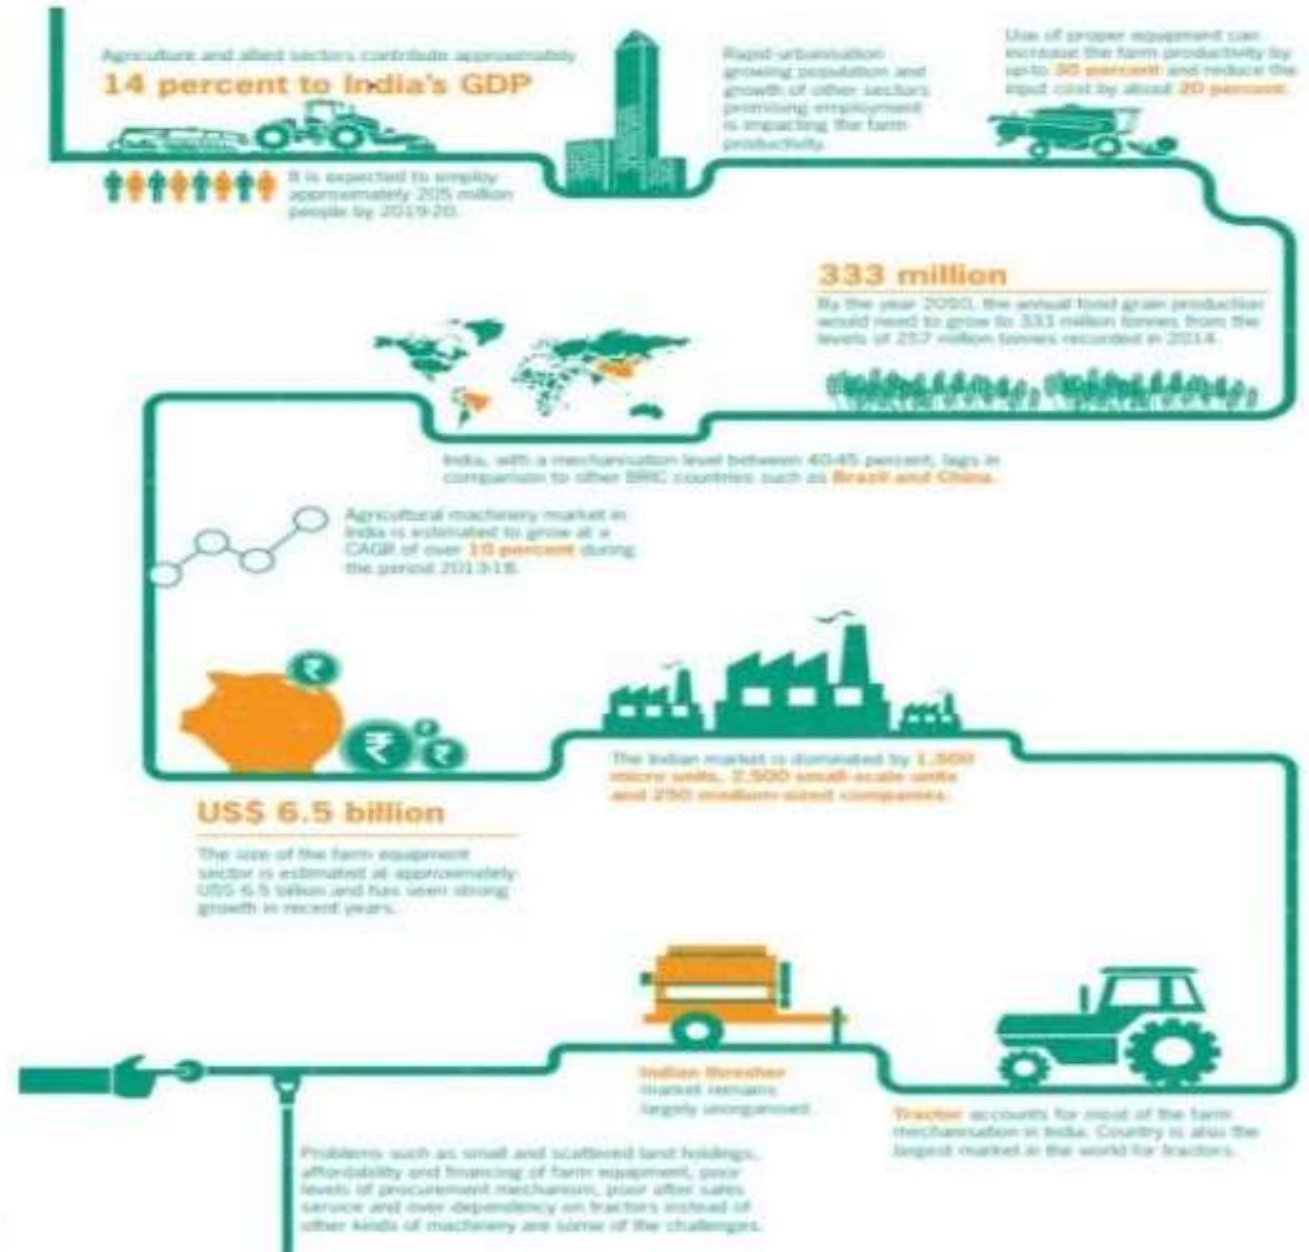 Agriculture and allied sectors contribute approximately
14 percent to India's GDP
It is expected to employ
approximately 205 million
people by 2019-20.
Rapid urbanisation
growing population and
growth of other sectors
promising employment
is impacting the farm
productivity.
Use of proper equipment can
increase the farm productivity by
up to 30 percent and reduce the
input cost by about 20 percent.
333 million
By the year 2050, the annual food grain production
would need to grow to 333 million tonnes from the
levels of 257 million tonnes recorded in 2014.
India, with a mechanisation level between 40-45 percent, lags in
comparison to other BRIC countries such as Brazil and China.
Agricultural machinery market in
India is estimated to grow at a
CAGR of over 10 percent during
the period 2013-18.
US$ 6.5 billion
The size of the farm equipment
sector is estimated at approximately
US$ 6.5 billion and has seen strong
growth in recent years.
The Indian market is dominated by
micro units, 2,500 small-scale units
and 250 medium-sized companies.
Tractor accounts for most of the farm
mechanisation in India. Country is also the
largest market in the world for tractors.
Indian thresher
market remains
largely unorganised.
Problems such as small and scattered land holdings,
affordability and financing of farm equipment, poor
levels of procurement mechanism, poor after sales
service and over dependency on tractors instead of
other kinds of machinery are some of the challenges.